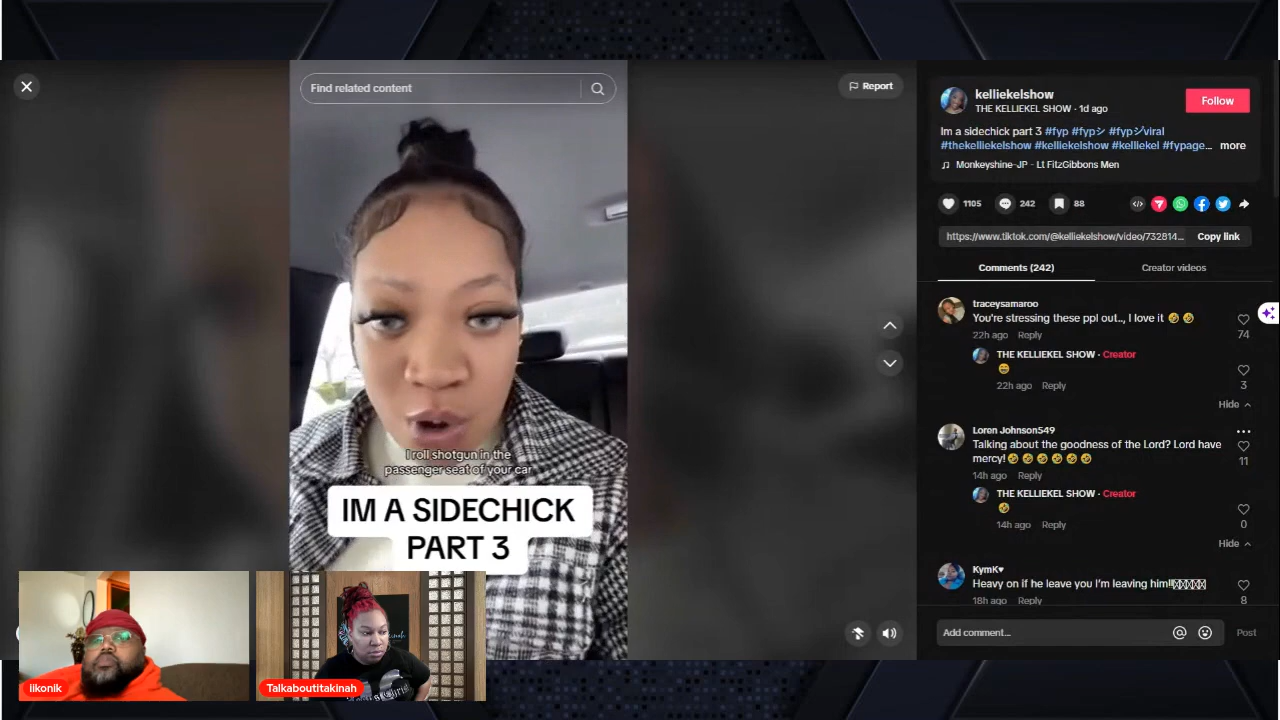 Find related content
Report
kelliekelshow
THE KELLIEKEL SHOW · 1d ago
Follow
Im a sidechick part 3 #fyp #fypシ #fypシ゚viral
#thekelliekelshow #kelliekelshow #kelliekel #fypage... more
Monkeyshine-JP - Lt FitzGibbons Men
1105
242
88
https://www.tiktok.com/@kelliekelshow/video/732814...
Copy link
Comments (242)
Creator videos
traceysamaroo
You're stressing these ppl out.., I love it 🤣 🤣
22h ago Reply
74
THE KELLIEKEL SHOW · Creator
😄
22h ago Reply
3
Hide
Loren Johnson549
Talking about the goodness of the Lord? Lord have
mercy! 🤣 🤣 🤣 🤣 🤣 🤣
14h ago Reply
11
THE KELLIEKEL SHOW · Creator
🤣
14h ago Reply
0
Hide
KymK♥
Heavy on if he leave you I'm leaving him!!
18h ago Reply
8
Add comment...
Post
I roll shotgun in the
passenger seat of your car
IM A SIDECHICK
PART 3
likonik
Talkaboutitakinah